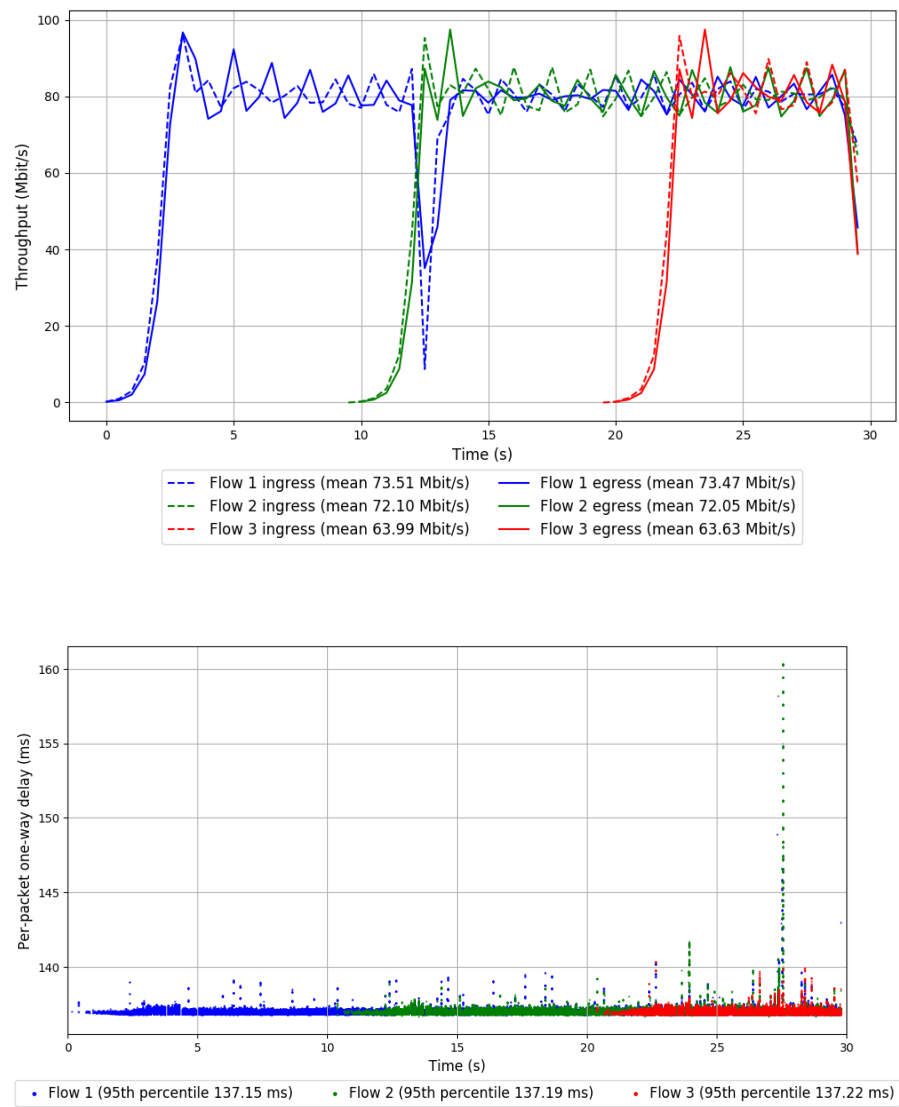 100
80
60
40
20
0
Throughput (Mbit/s)
0 5 10 15 20 25 30
Time (s)
Flow 1 ingress (mean 73.51 Mbit/s) Flow 1 egress (mean 73.47 Mbit/s)
Flow 2 ingress (mean 72.10 Mbit/s) Flow 2 egress (mean 72.05 Mbit/s)
Flow 3 ingress (mean 63.99 Mbit/s) Flow 3 egress (mean 63.63 Mbit/s)
160
155
150
145
140
Per-packet one-way delay (ms)
0 5 10 15 20 25 30
Time (s)
Flow 1 (95th percentile 137.15 ms) Flow 2 (95th percentile 137.19 ms) Flow 3 (95th percentile 137.22 ms)